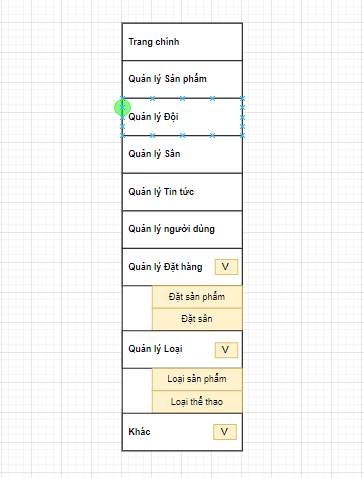 Trang chính
Quản lý Sản phẩm
Quản lý Đội
Quản lý Sân
Quản lý Tin tức
Quản lý người dùng
Quản lý Đặt hàng V
Đặt sản phẩm
Đặt sân
Quản lý Loại V
Loại sản phẩm
Loại thể thao
Khác V